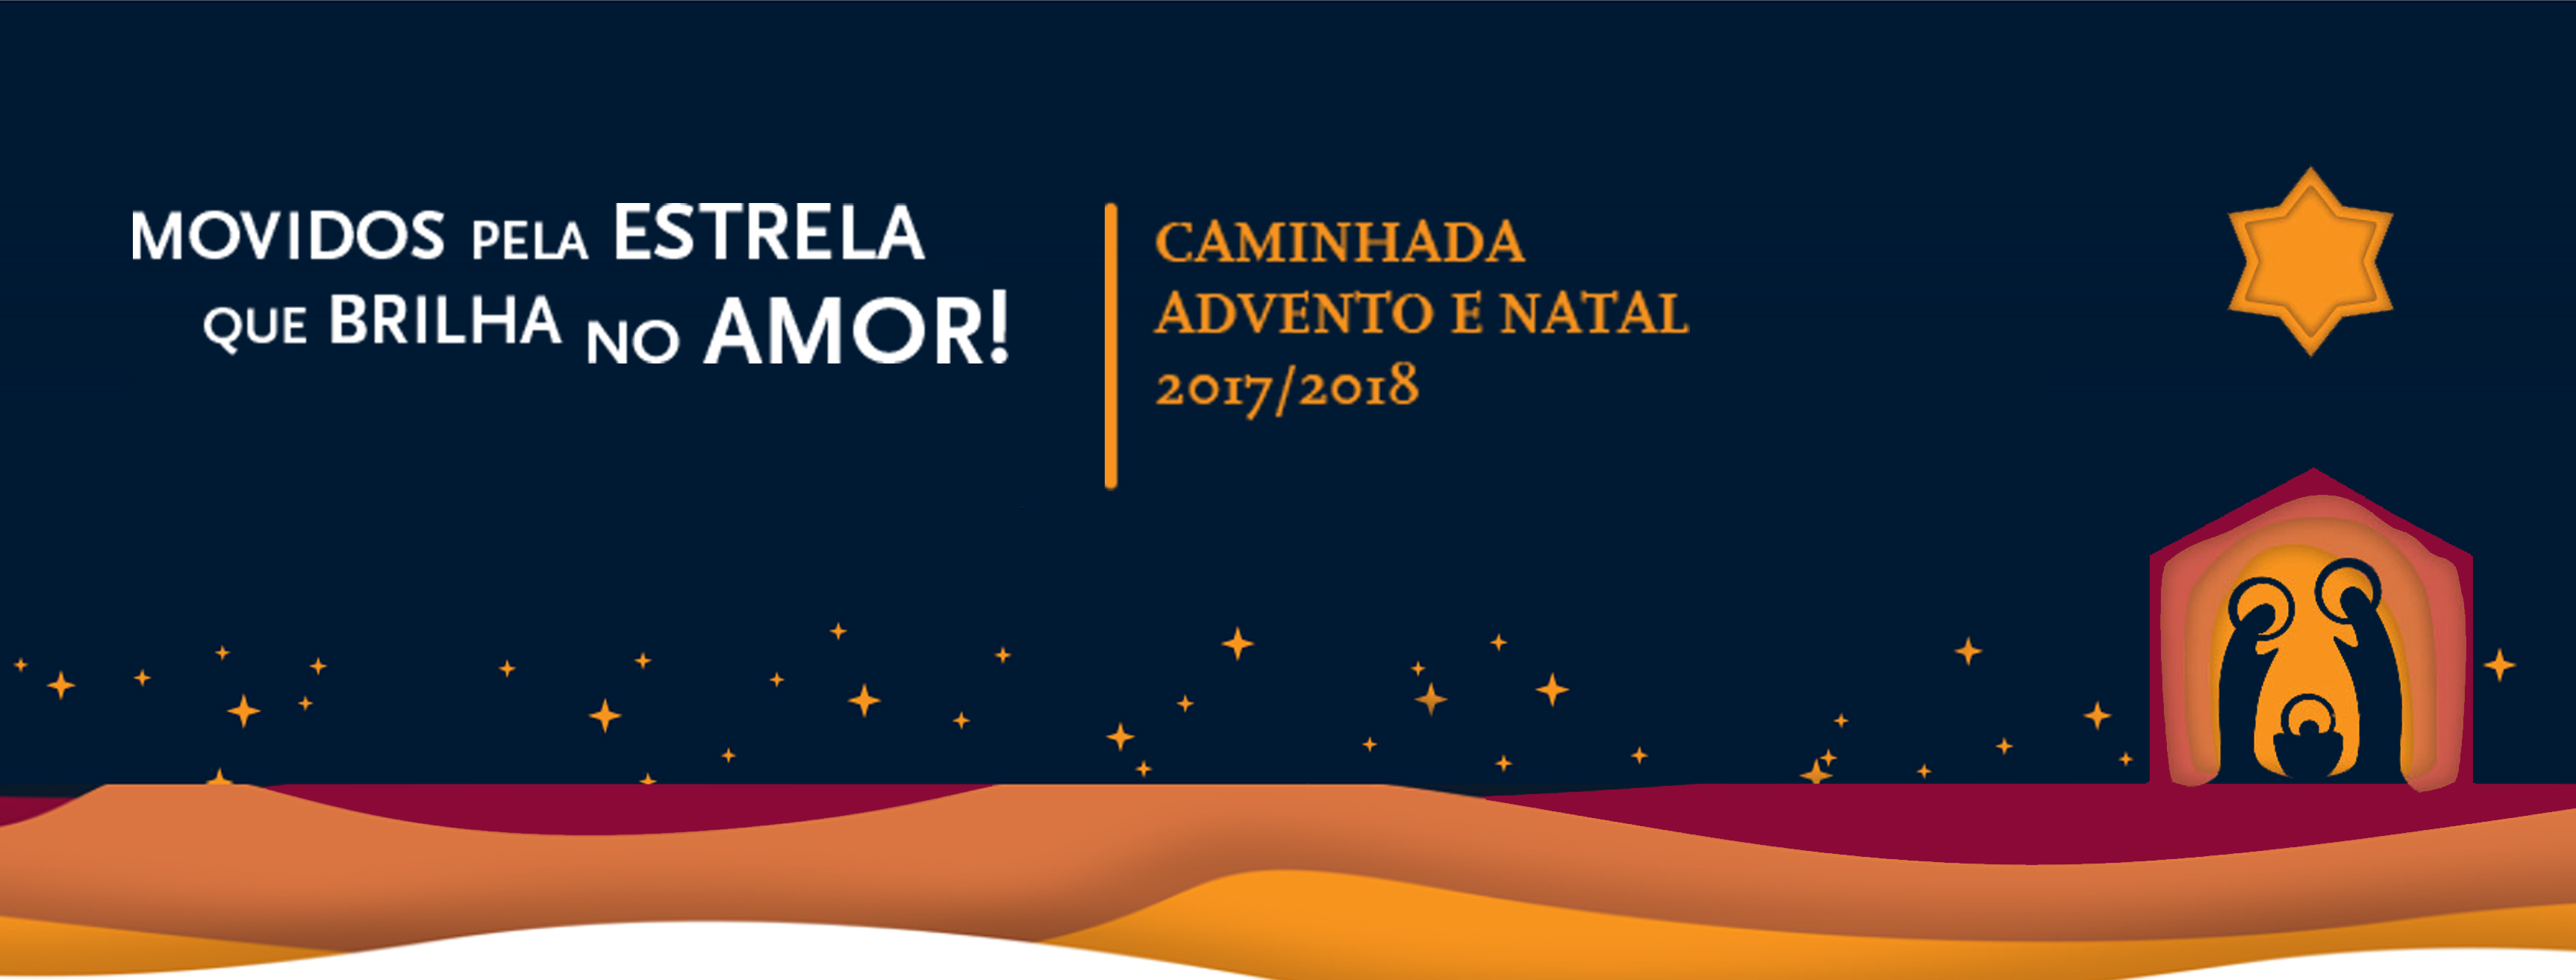 MOVIDOS PELA ESTRELA
QUE BRILHA NO AMOR!
CAMINHADA
ADVENTO E NATAL
2017/2018